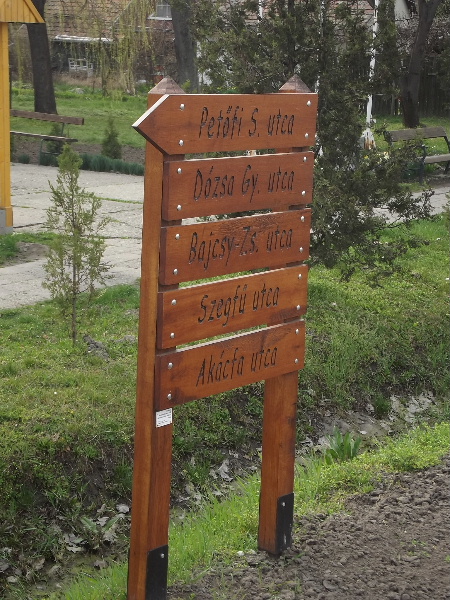 Petőfi S. utca
Dózsa Gy. utca
Bajcsy-Zs. utca
Szegfű utca
Akácfa utca